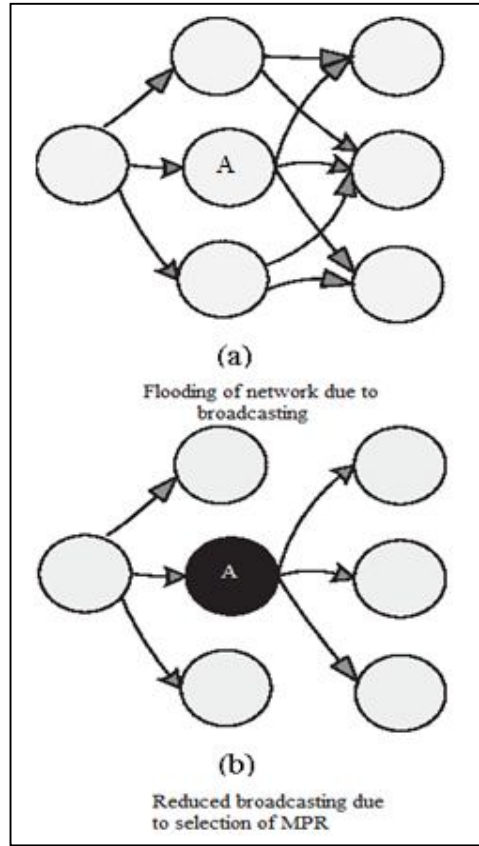 A
(a)
Flooding of network due to
broadcasting
A
(b)
Reduced broadcasting due
to selection of MPR